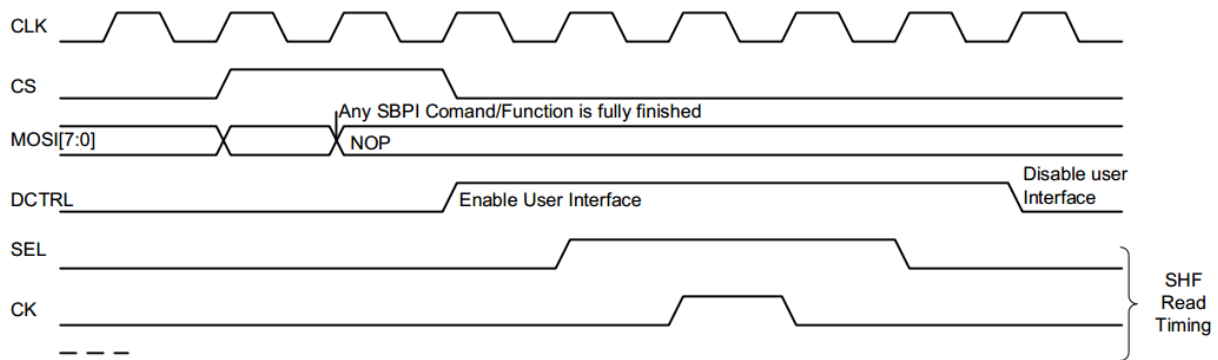 CLK
CS
Any SBPI Comand/Function is fully finished
MOSI[7:0]
NOP
Disable user
Interface
DCTRL
Enable User Interface
SEL
SHF
Read
Timing
CK